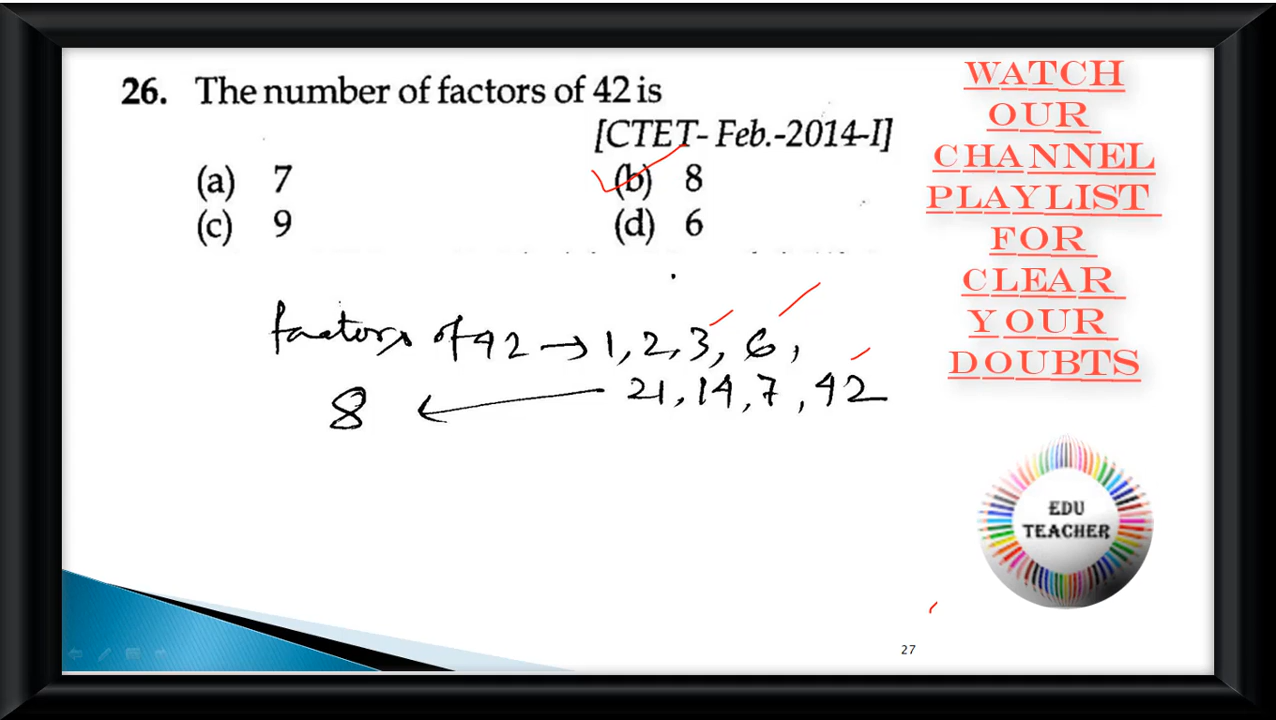 26. The number of factors of 42 is
[CTET- Feb.-2014-I]
(a) 7 (b) 8
(c) 9 (d) 6
factors of 42 → 1, 2, 3, 6,
21, 14, 7, 42
8 ←
WATCH
OUR
CHANNEL
PLAYLIST
FOR
CLEAR
YOUR
DOUBTS
EDU
TEACHER
27